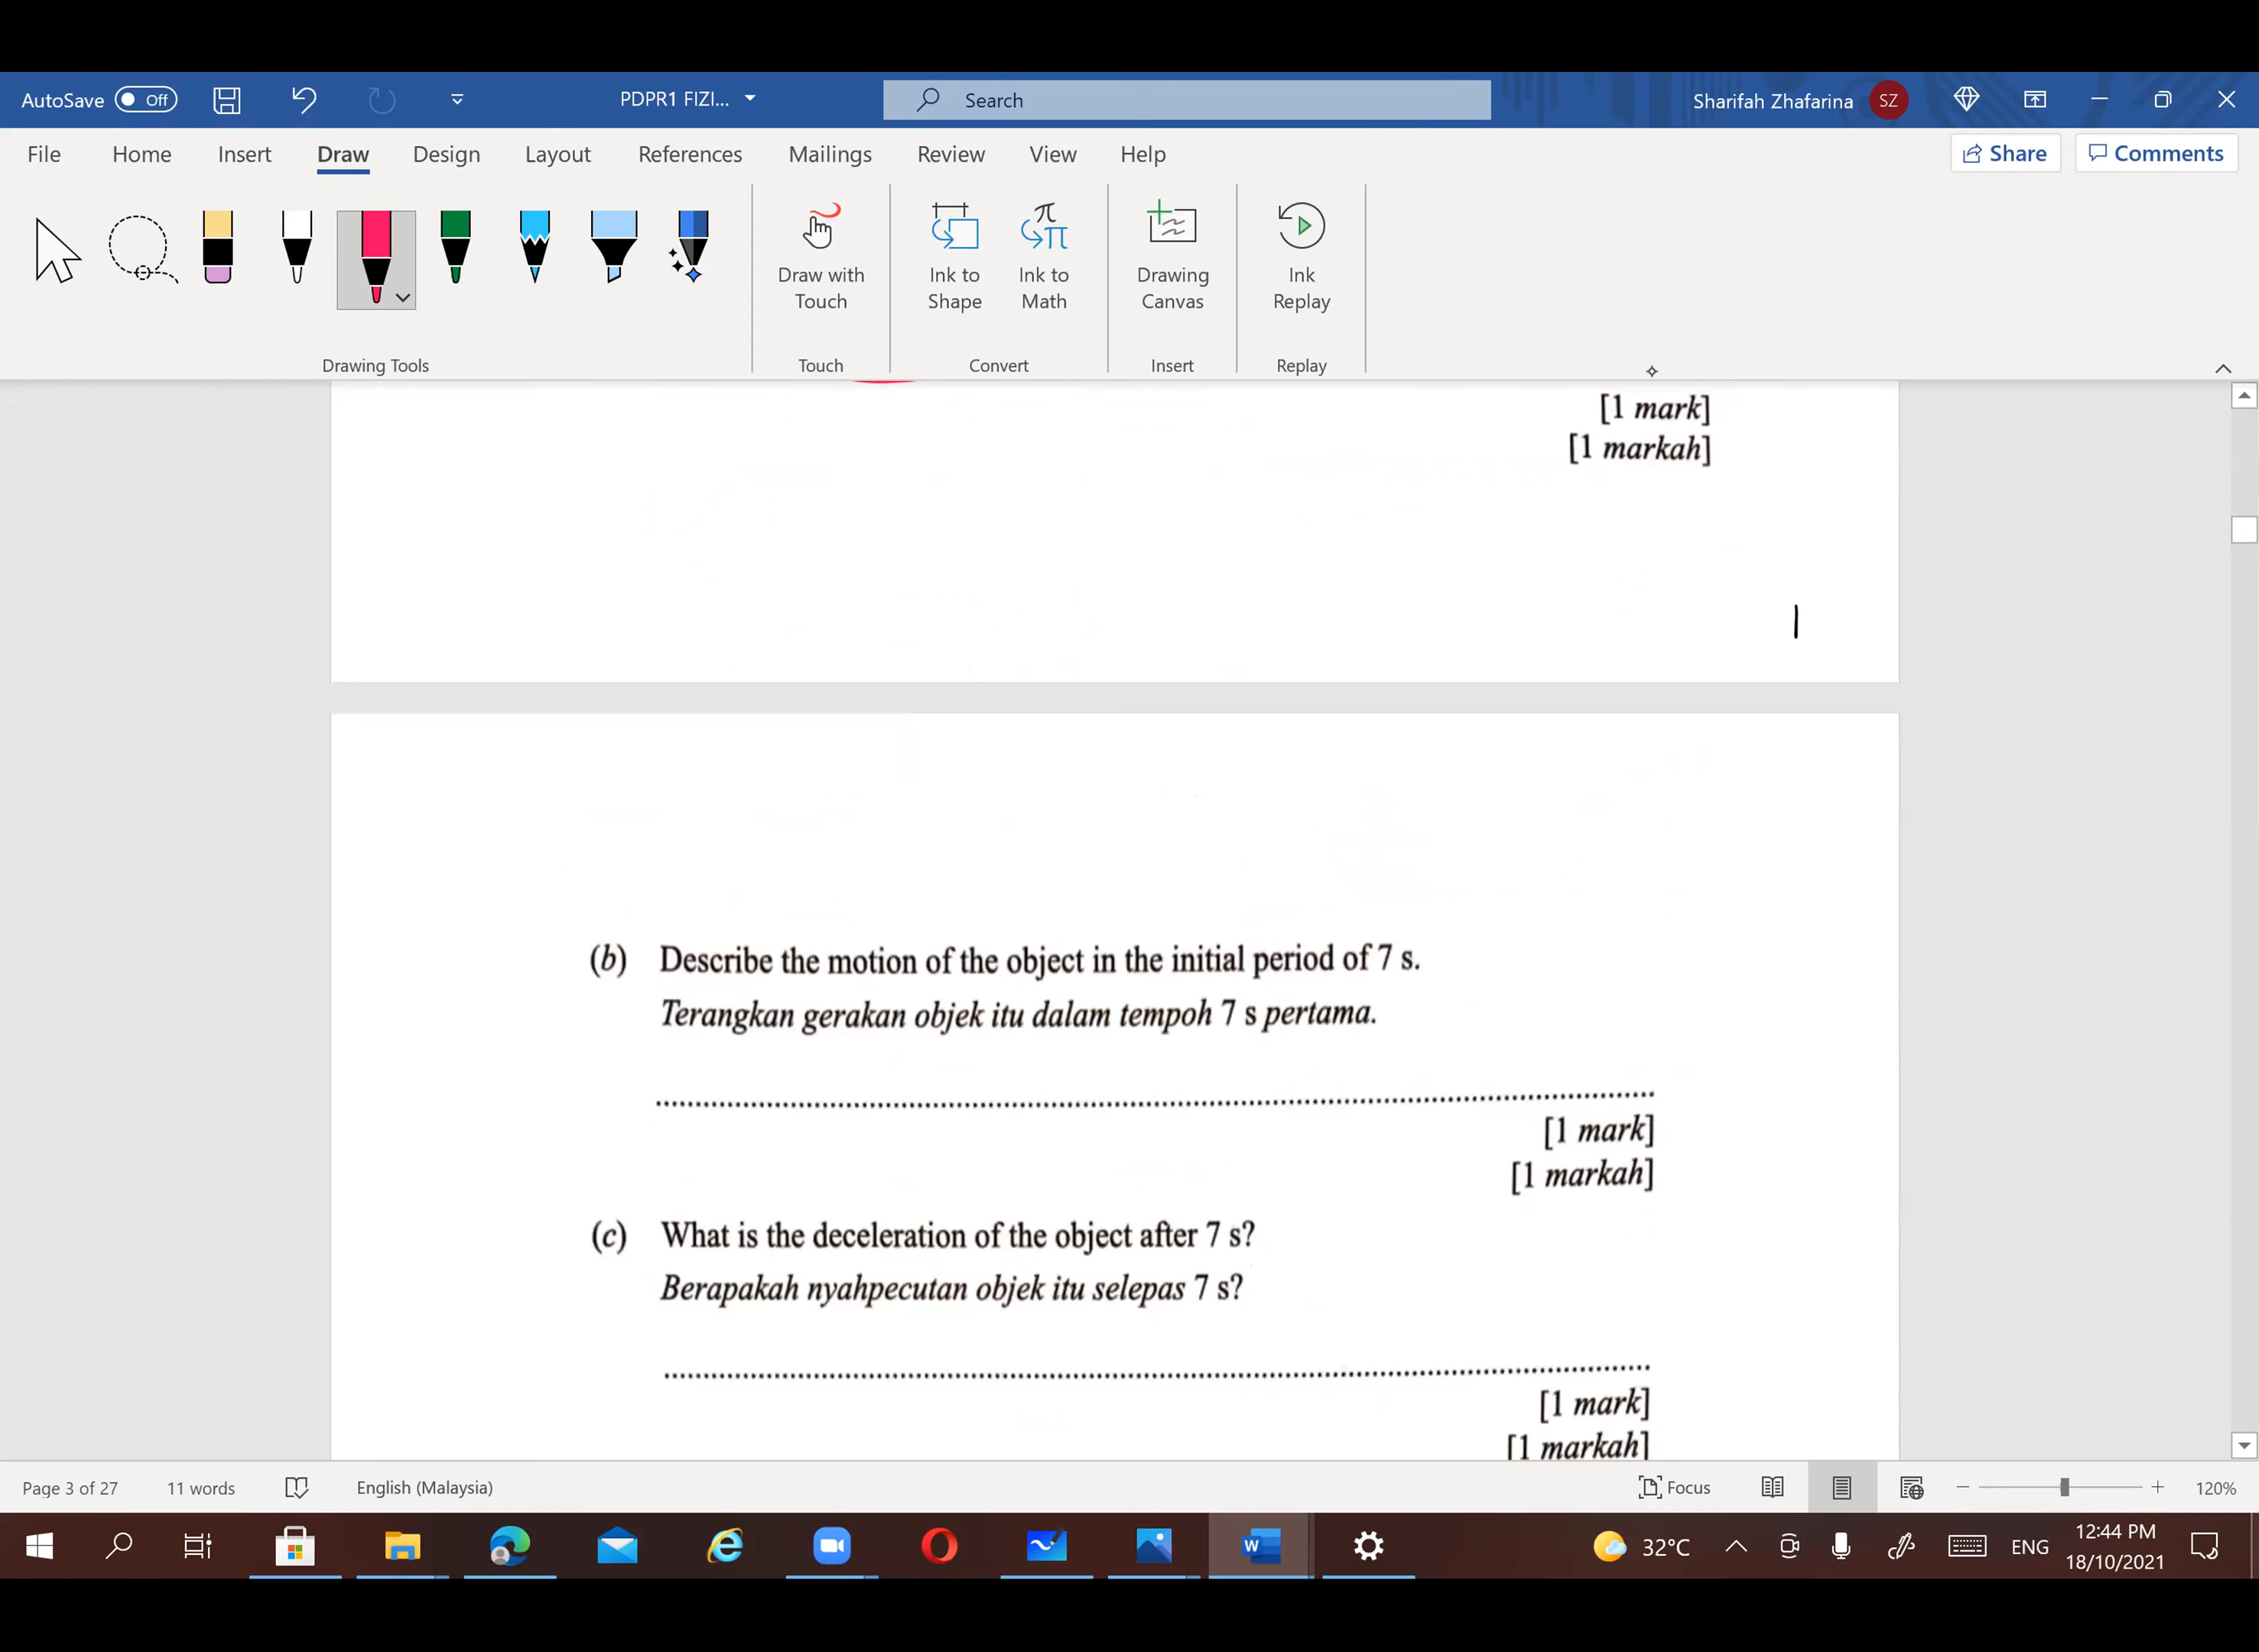 AutoSave Off PDPR1 FIZI... Search Sharifah Zhafarina SZ
File Home Insert Draw Design Layout References Mailings Review View Help Share Comments
Draw with Touch
Ink to Shape
Ink to Math
Drawing Canvas
Ink Replay
Drawing Tools Touch Convert Insert Replay
[1 mark]
[1 markah]
(b) Describe the motion of the object in the initial period of 7 s.
Terangkan gerakan objek itu dalam tempoh 7 s pertama.
[1 mark]
[1 markah]
(c) What is the deceleration of the object after 7 s?
Berapakah nyahpecutan objek itu selepas 7 s?
[1 mark]
[1 markah]
Page 3 of 27 11 words English (Malaysia) Focus 120%
32°C ENG 12:44 PM
18/10/2021